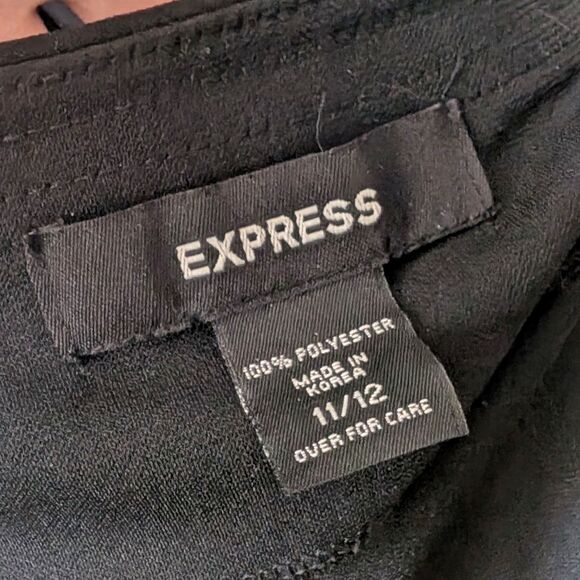 EXPRESS
100% POLYESTER
MADE IN
KOREA
11/12
OVER FOR CARE